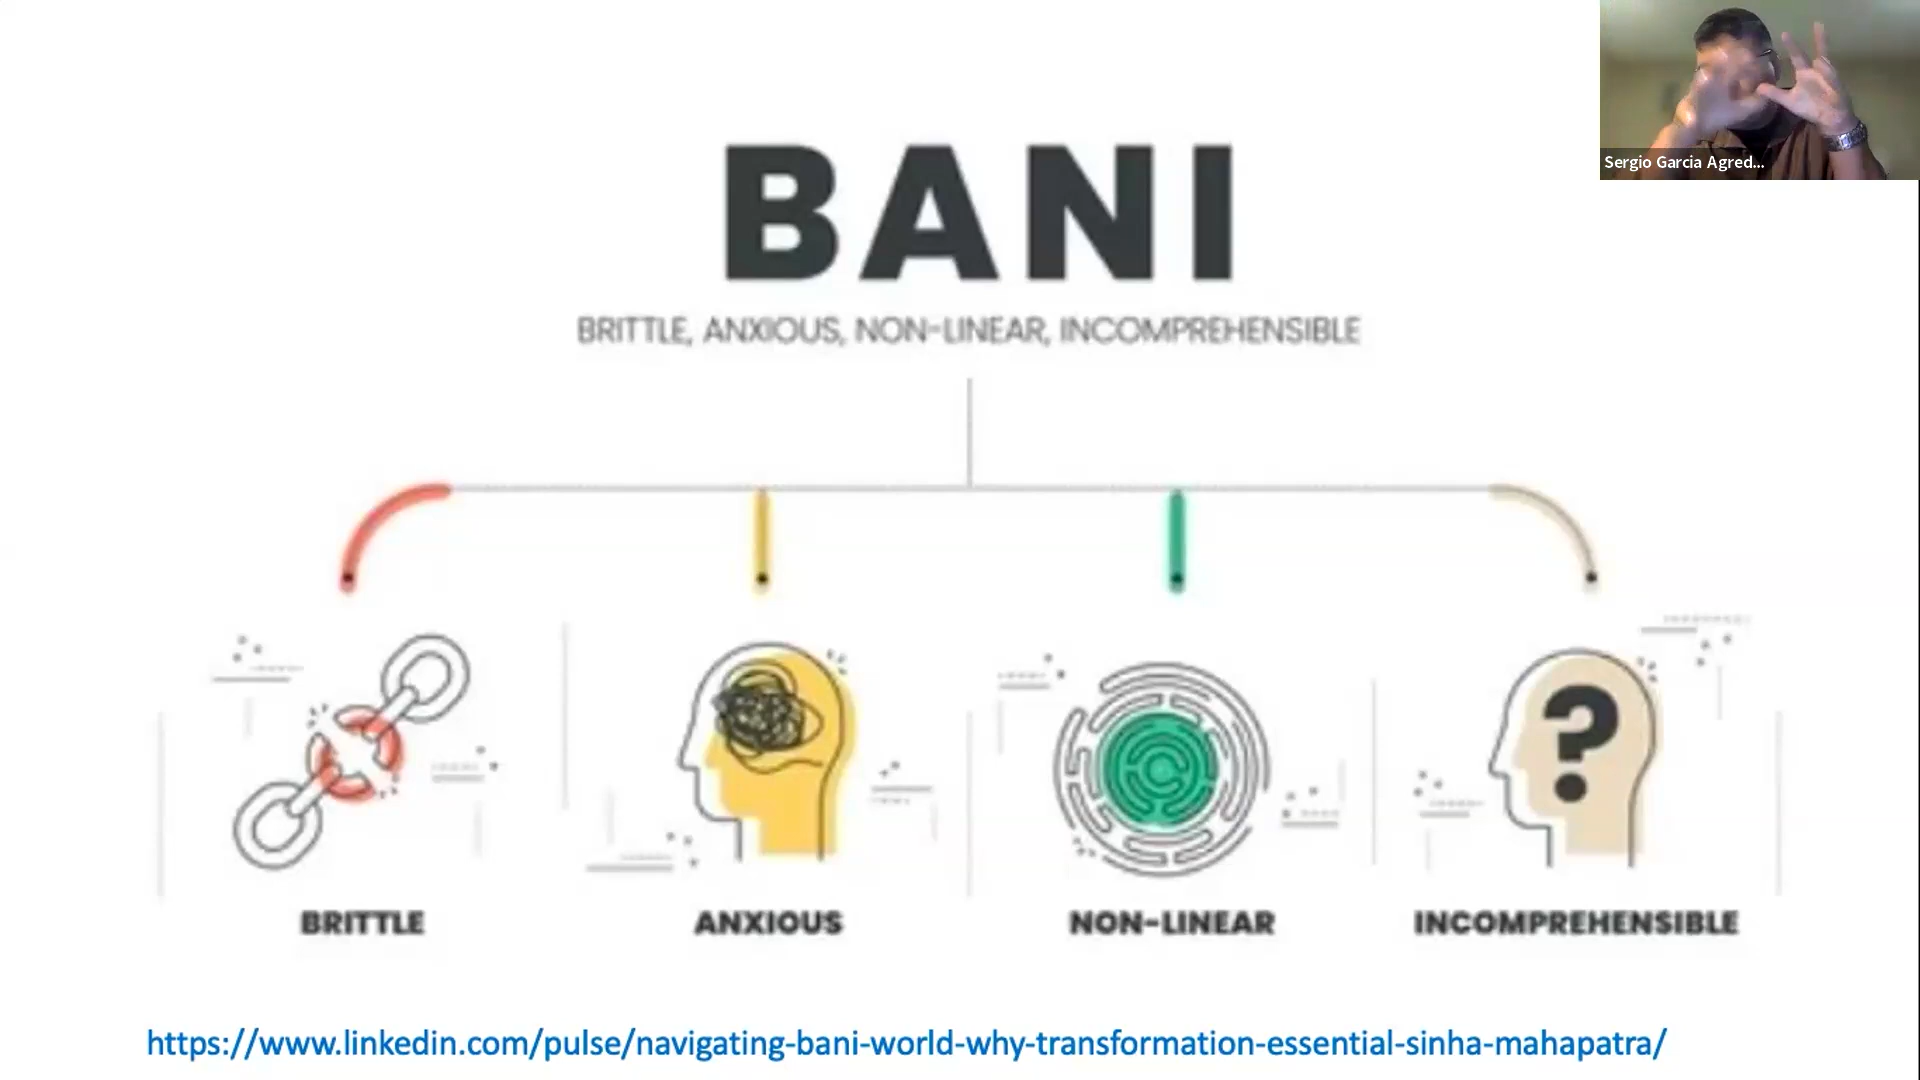 BANI
BRITTLE, ANXIOUS, NON-LINEAR, INCOMPREHENSIBLE
BRITTLE
ANXIOUS
NON-LINEAR
INCOMPREHENSIBLE
https://www.linkedin.com/pulse/navigating-bani-world-why-transformation-essential-sinha-mahapatra/
Sergio Garcia Agred...